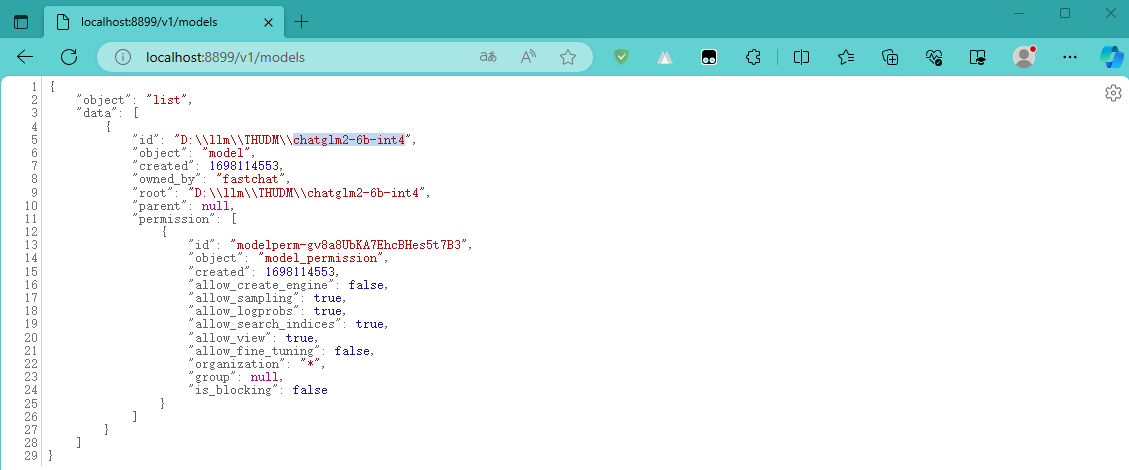 localhost:8899/v1/models
localhost:8899/v1/models
aあ
A
1 {
2 "object": "list",
3 "data": [
4 {
5 "id": "D:\\llm\\THUDM\\chatglm2-6b-int4",
6 "object": "model",
7 "created": 1698114553,
8 "owned_by": "fastchat",
9 "root": "D:\\llm\\THUDM\\chatglm2-6b-int4",
10 "parent": null,
11 "permission": [
12 {
13 "id": "modelperm-gv8a8UbKA7EhcBHes5t7B3",
14 "object": "model_permission",
15 "created": 1698114553,
16 "allow_create_engine": false,
17 "allow_sampling": true,
18 "allow_logprobs": true,
19 "allow_search_indices": true,
20 "allow_view": true,
21 "allow_fine_tuning": false,
22 "organization": "*",
23 "group": null,
24 "is_blocking": false
25 }
26 ]
27 }
28 ]
29 }